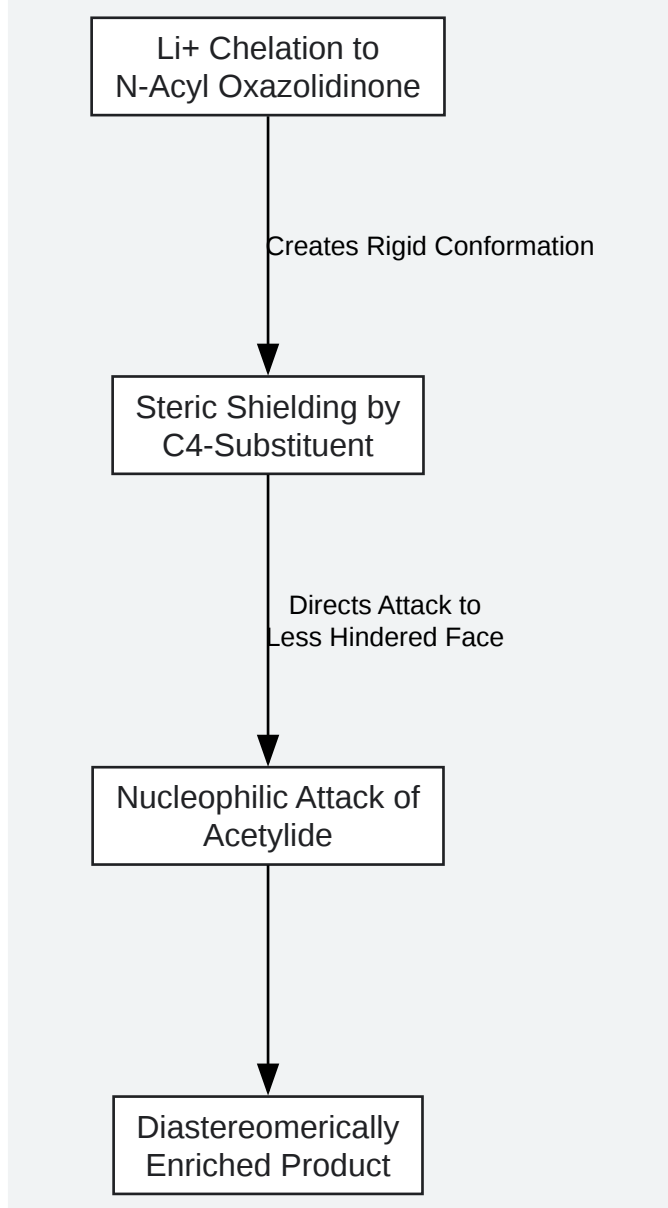 Li+ Chelation to
N-Acyl Oxazolidinone
Creates Rigid Conformation
Steric Shielding by
C4-Substituent
Directs Attack to
Less Hindered Face
Nucleophilic Attack of
Acetylide
Diastereomerically
Enriched Product